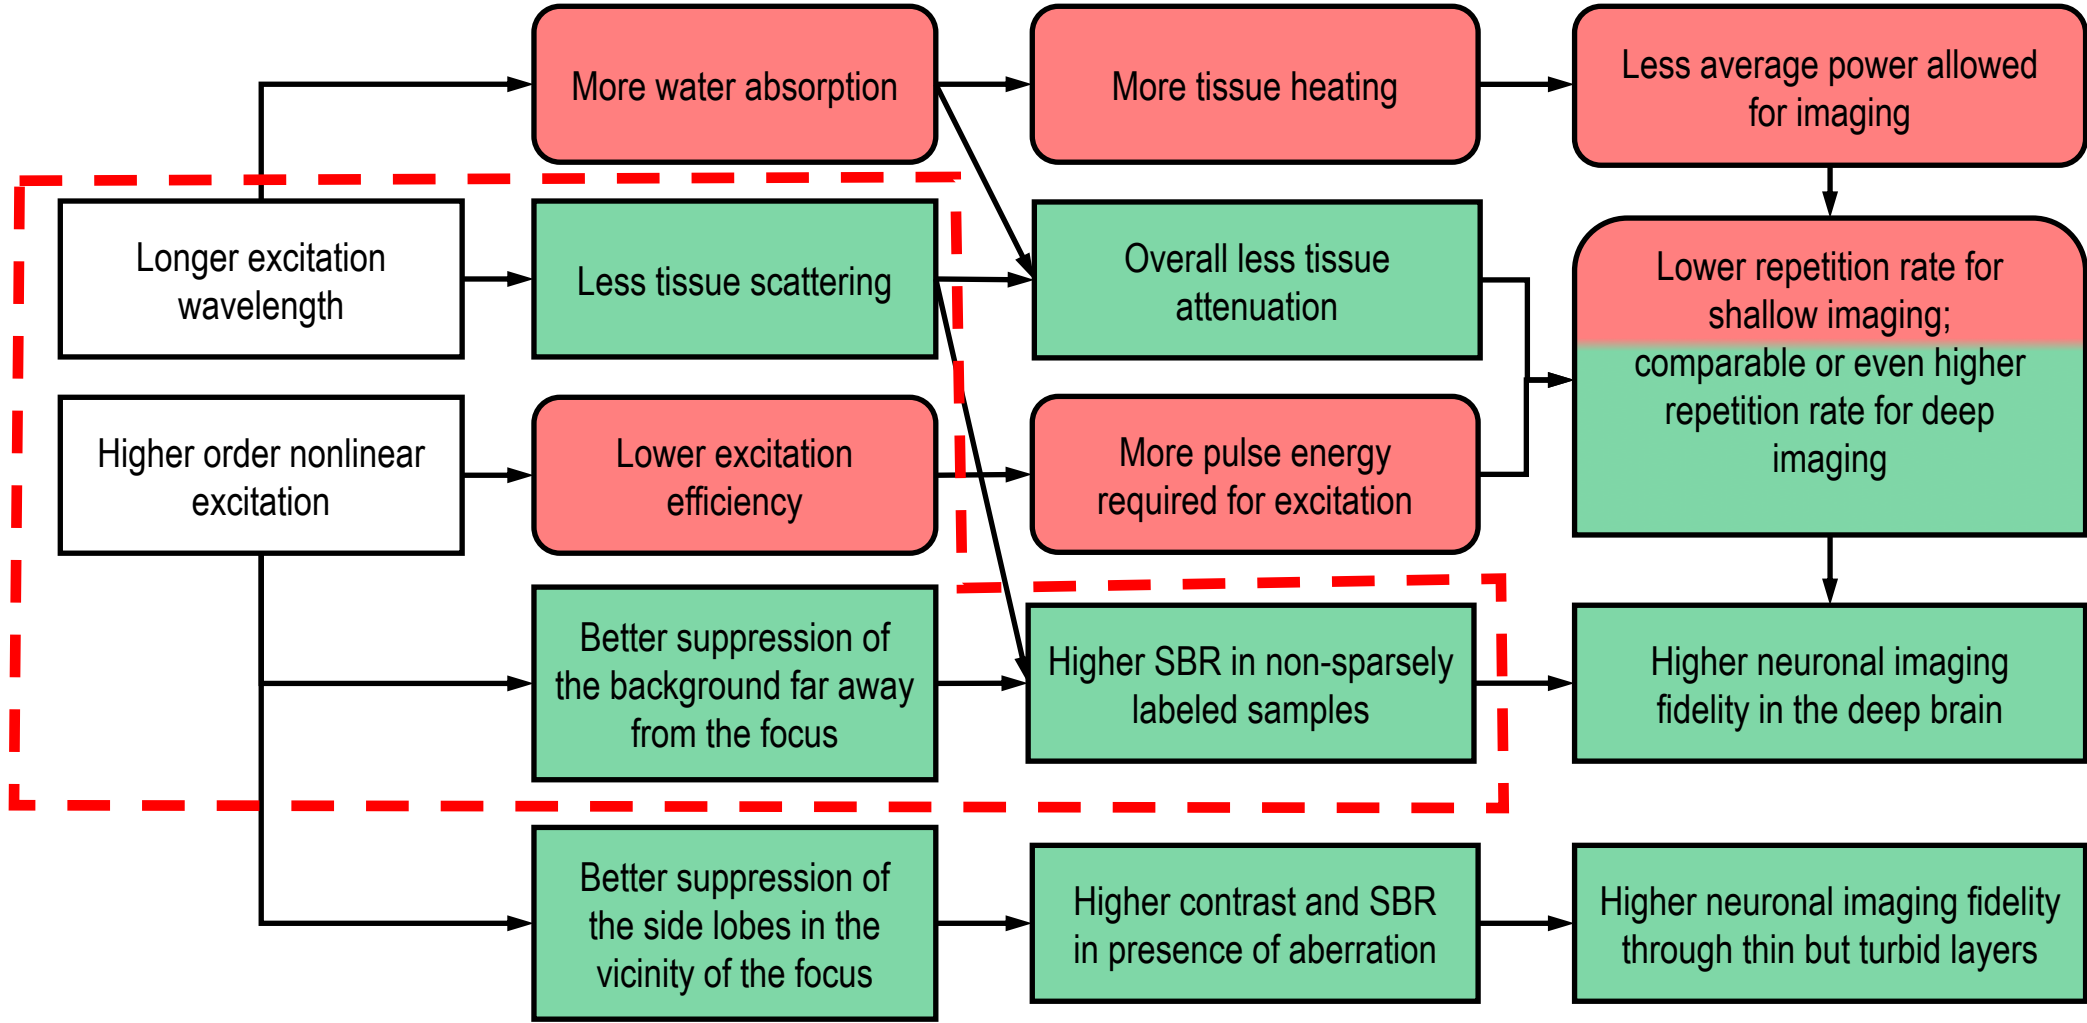 More water absorption
More tissue heating
Less average power allowed
for imaging
Longer excitation
wavelength
Less tissue scattering
Overall less tissue
attenuation
Lower repetition rate for
shallow imaging;
comparable or even higher
repetition rate for deep
imaging
Higher order nonlinear
excitation
Lower excitation
efficiency
More pulse energy
required for excitation
Better suppression of
the background far away
from the focus
Higher SBR in non-sparsely
labeled samples
Higher neuronal imaging
fidelity in the deep brain
Better suppression of
the side lobes in the
vicinity of the focus
Higher contrast and SBR
in presence of aberration
Higher neuronal imaging fidelity
through thin but turbid layers